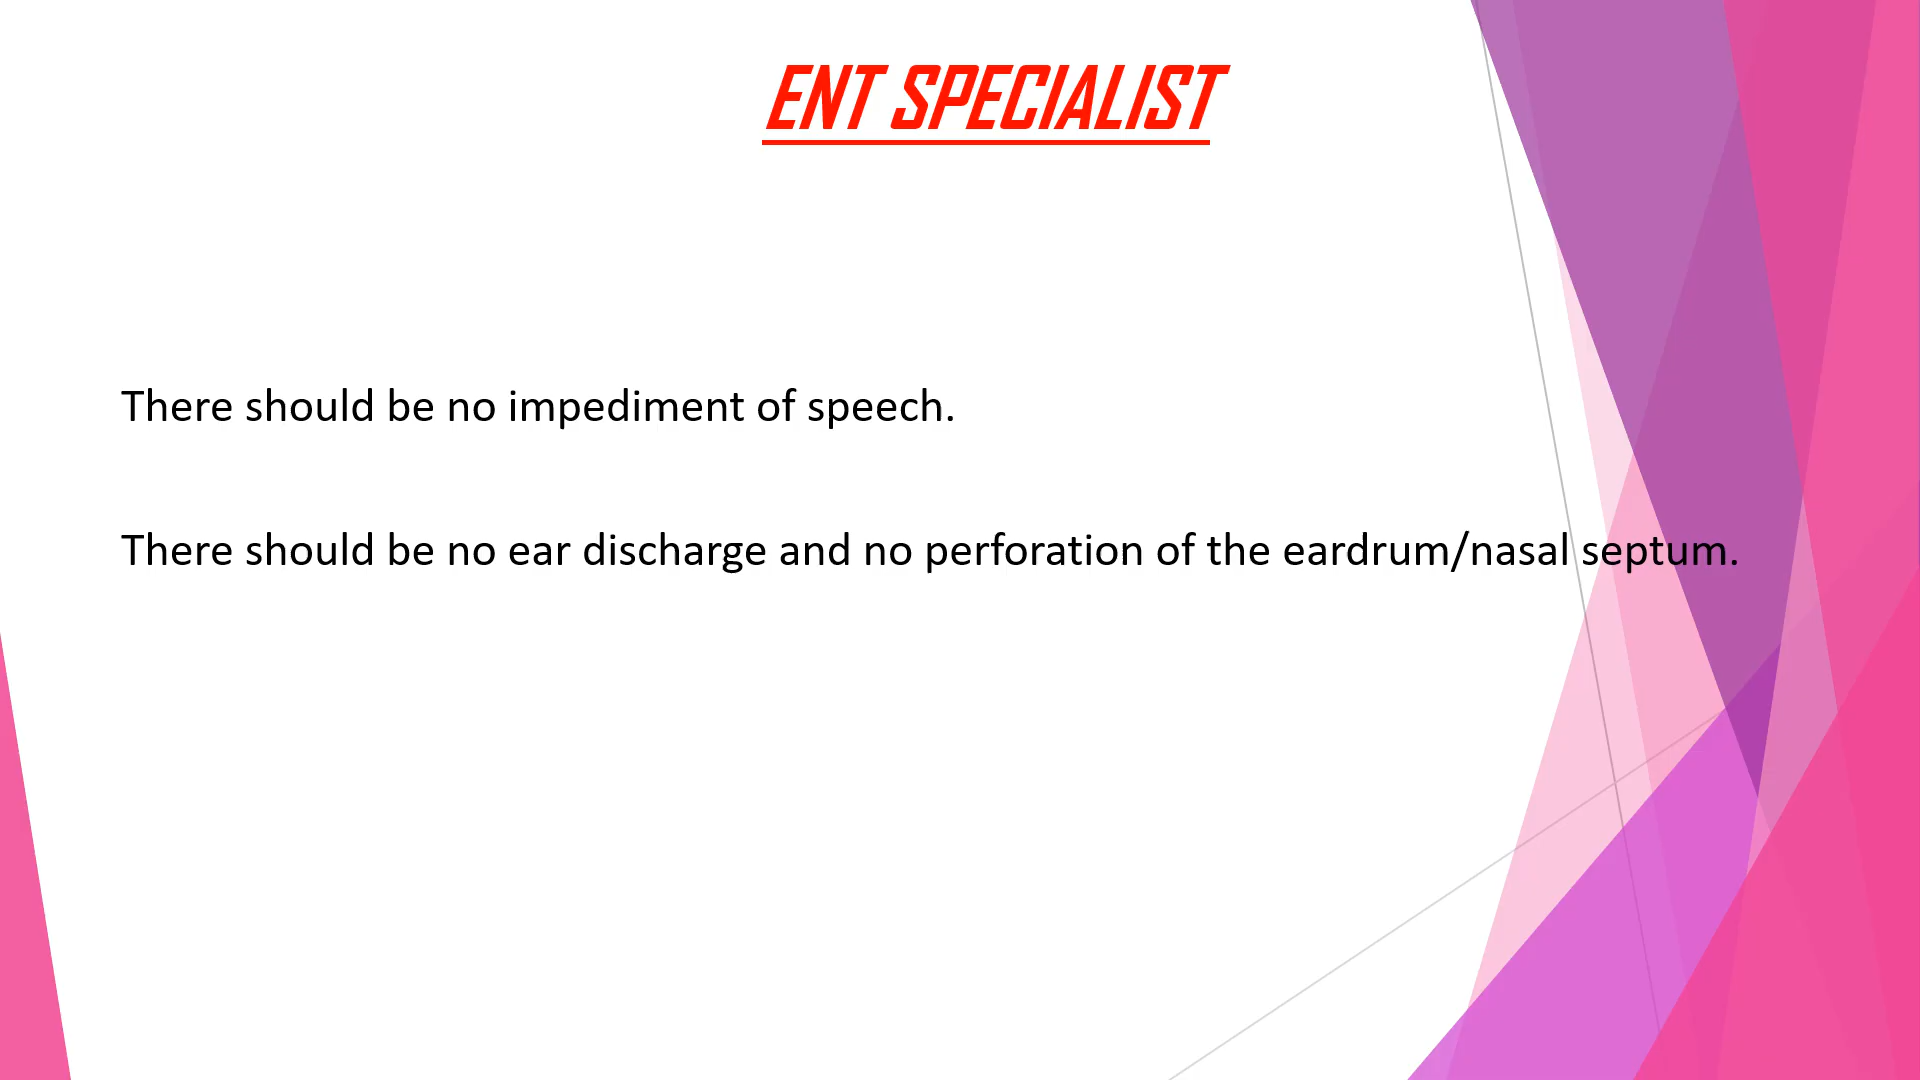 ENT SPECIALIST
There should be no impediment of speech.
There should be no ear discharge and no perforation of the eardrum/nasal septum.